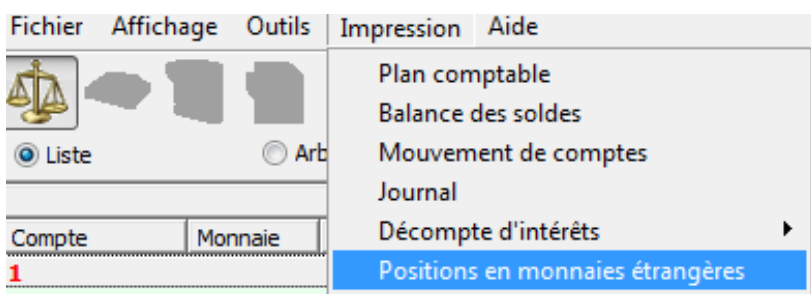 Fichier Affichage Outils Impression Aide
Plan comptable
Balance des soldes
Liste Arb Mouvement de comptes
Journal
Compte Monnaie Décompte d'intérêts
1 Positions en monnaies étrangères